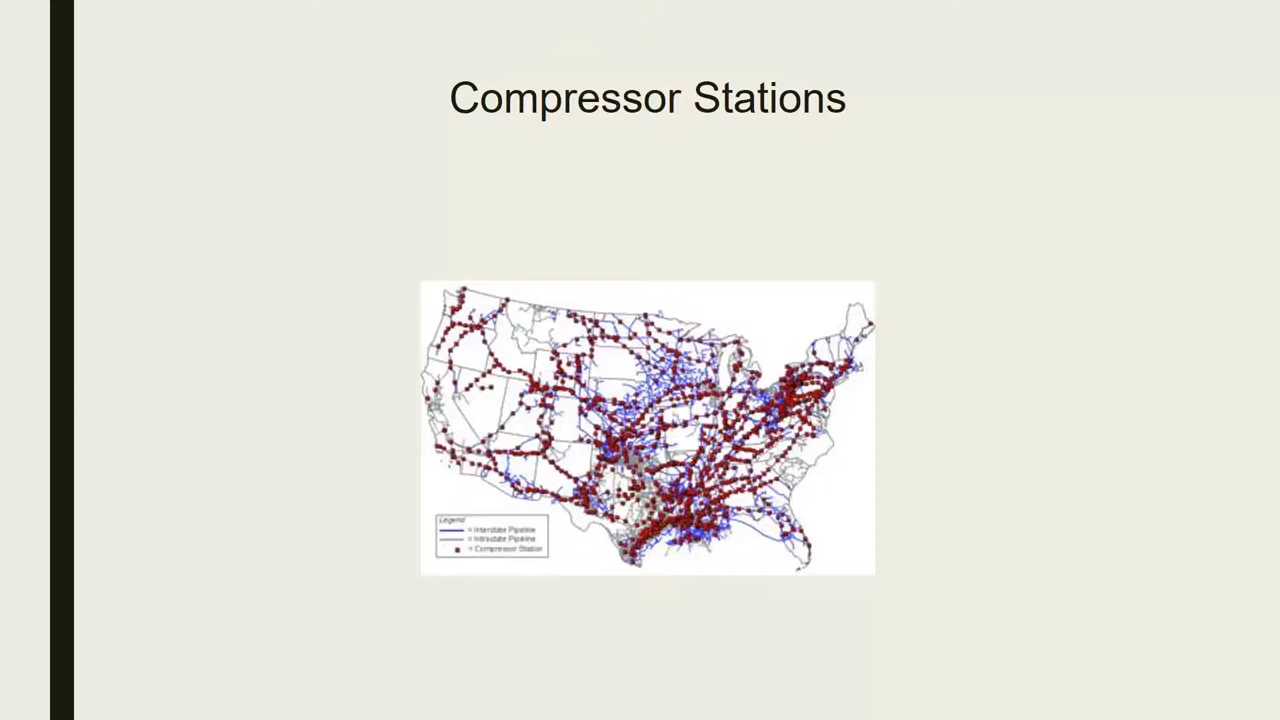 Compressor Stations
Legend
= Interstate Pipeline
= Intrastate Pipeline
= Compressor Station